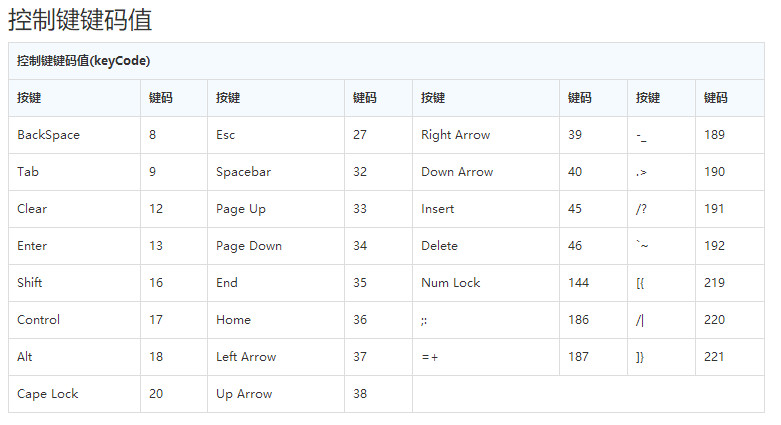 控制键键码值
控制键键码值(keyCode)
按键 键码 按键 键码 按键 键码 按键 键码
BackSpace 8 Esc 27 Right Arrow 39 -_ 189
Tab 9 Spacebar 32 Down Arrow 40 .> 190
Clear 12 Page Up 33 Insert 45 /? 191
Enter 13 Page Down 34 Delete 46 `~ 192
Shift 16 End 35 Num Lock 144 [{ 219
Control 17 Home 36 ;: 186 /| 220
Alt 18 Left Arrow 37 =+ 187 ]} 221
Cape Lock 20 Up Arrow 38